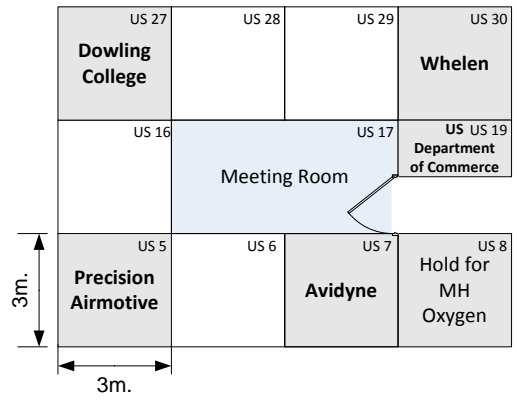 US 27
Dowling
College
US 28
US 29
US 30
Whelen
US 16
US 17
Meeting Room
US US 19
Department
of Commerce
US 5
Precision
Airmotive
US 6
US 7
Avidyne
US 8
Hold for
MH
Oxygen
3m.
3m.